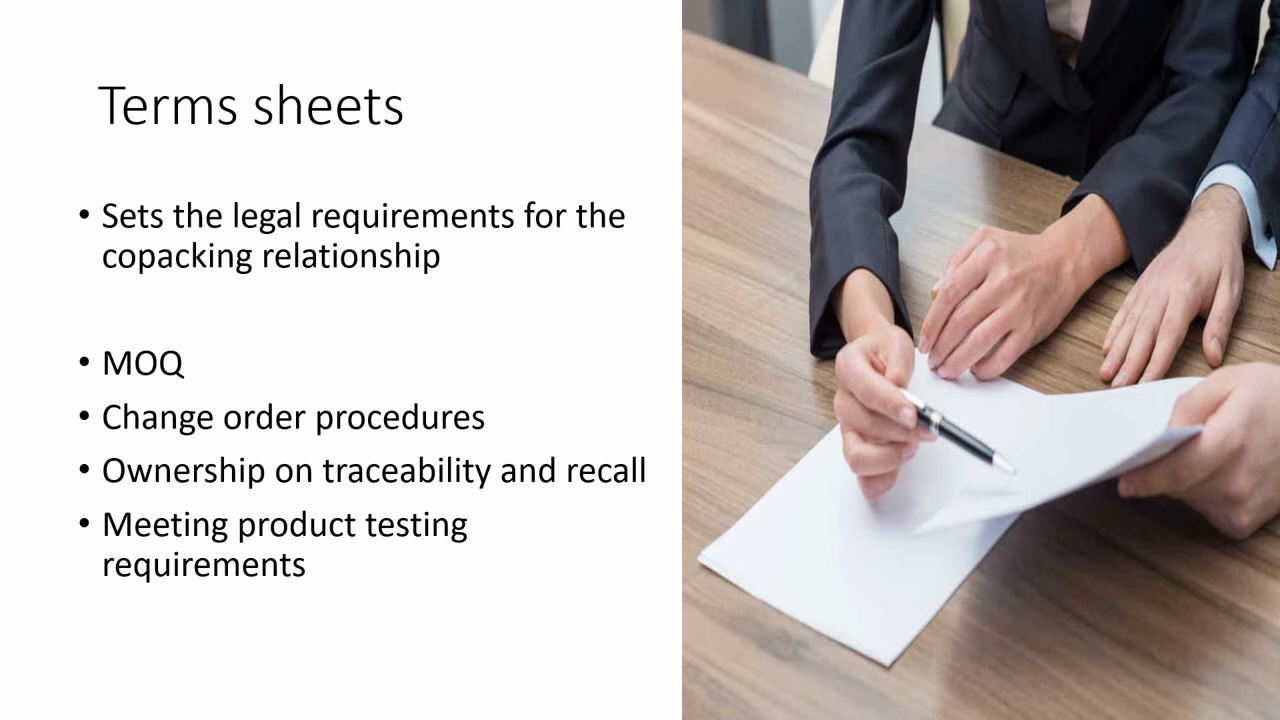 Terms sheets
• Sets the legal requirements for the
copacking relationship
• MOQ
• Change order procedures
• Ownership on traceability and recall
• Meeting product testing
requirements